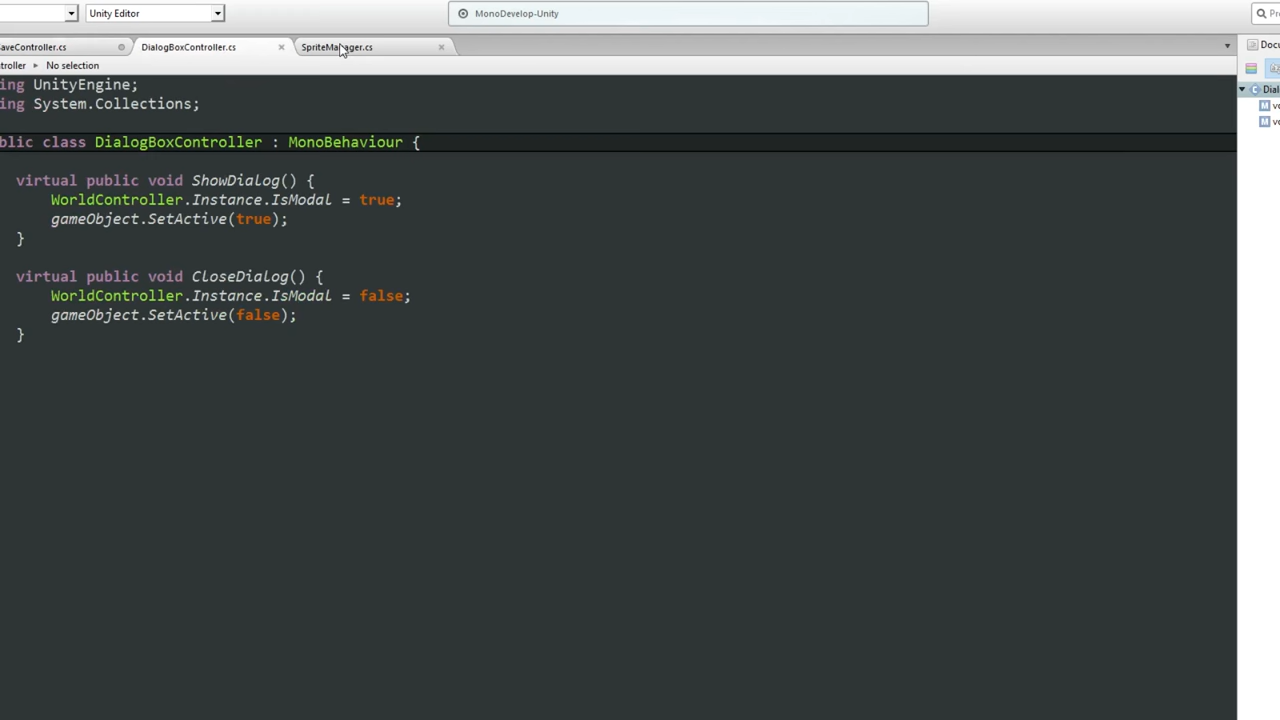 Unity Editor
MonoDevelop-Unity
aveController.cs
DialogBoxController.cs
SpriteManager.cs
Docu
troller
No selection
ing UnityEngine;
ing System.Collections;
Dial
blic class DialogBoxController : MonoBehaviour {
virtual public void ShowDialog() {
WorldController.Instance.IsModal = true;
gameObject.SetActive(true);
}
virtual public void CloseDialog() {
WorldController.Instance.IsModal = false;
gameObject.SetActive(false);
}